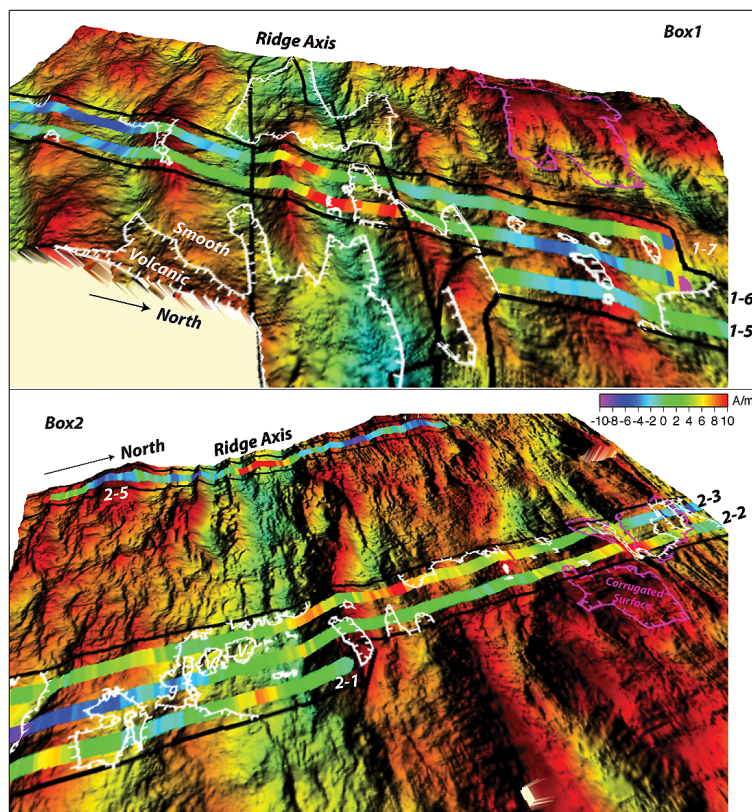 Ridge Axis
Box1
Smooth
Volcanic
North
1-7
1-6
1-5
A/m
-10 -8 -6 -4 -2 0 2 4 6 8 10
Box2
North
Ridge Axis
2-5
2-3
2-2
Corrugated
Surface
V
V
2-1